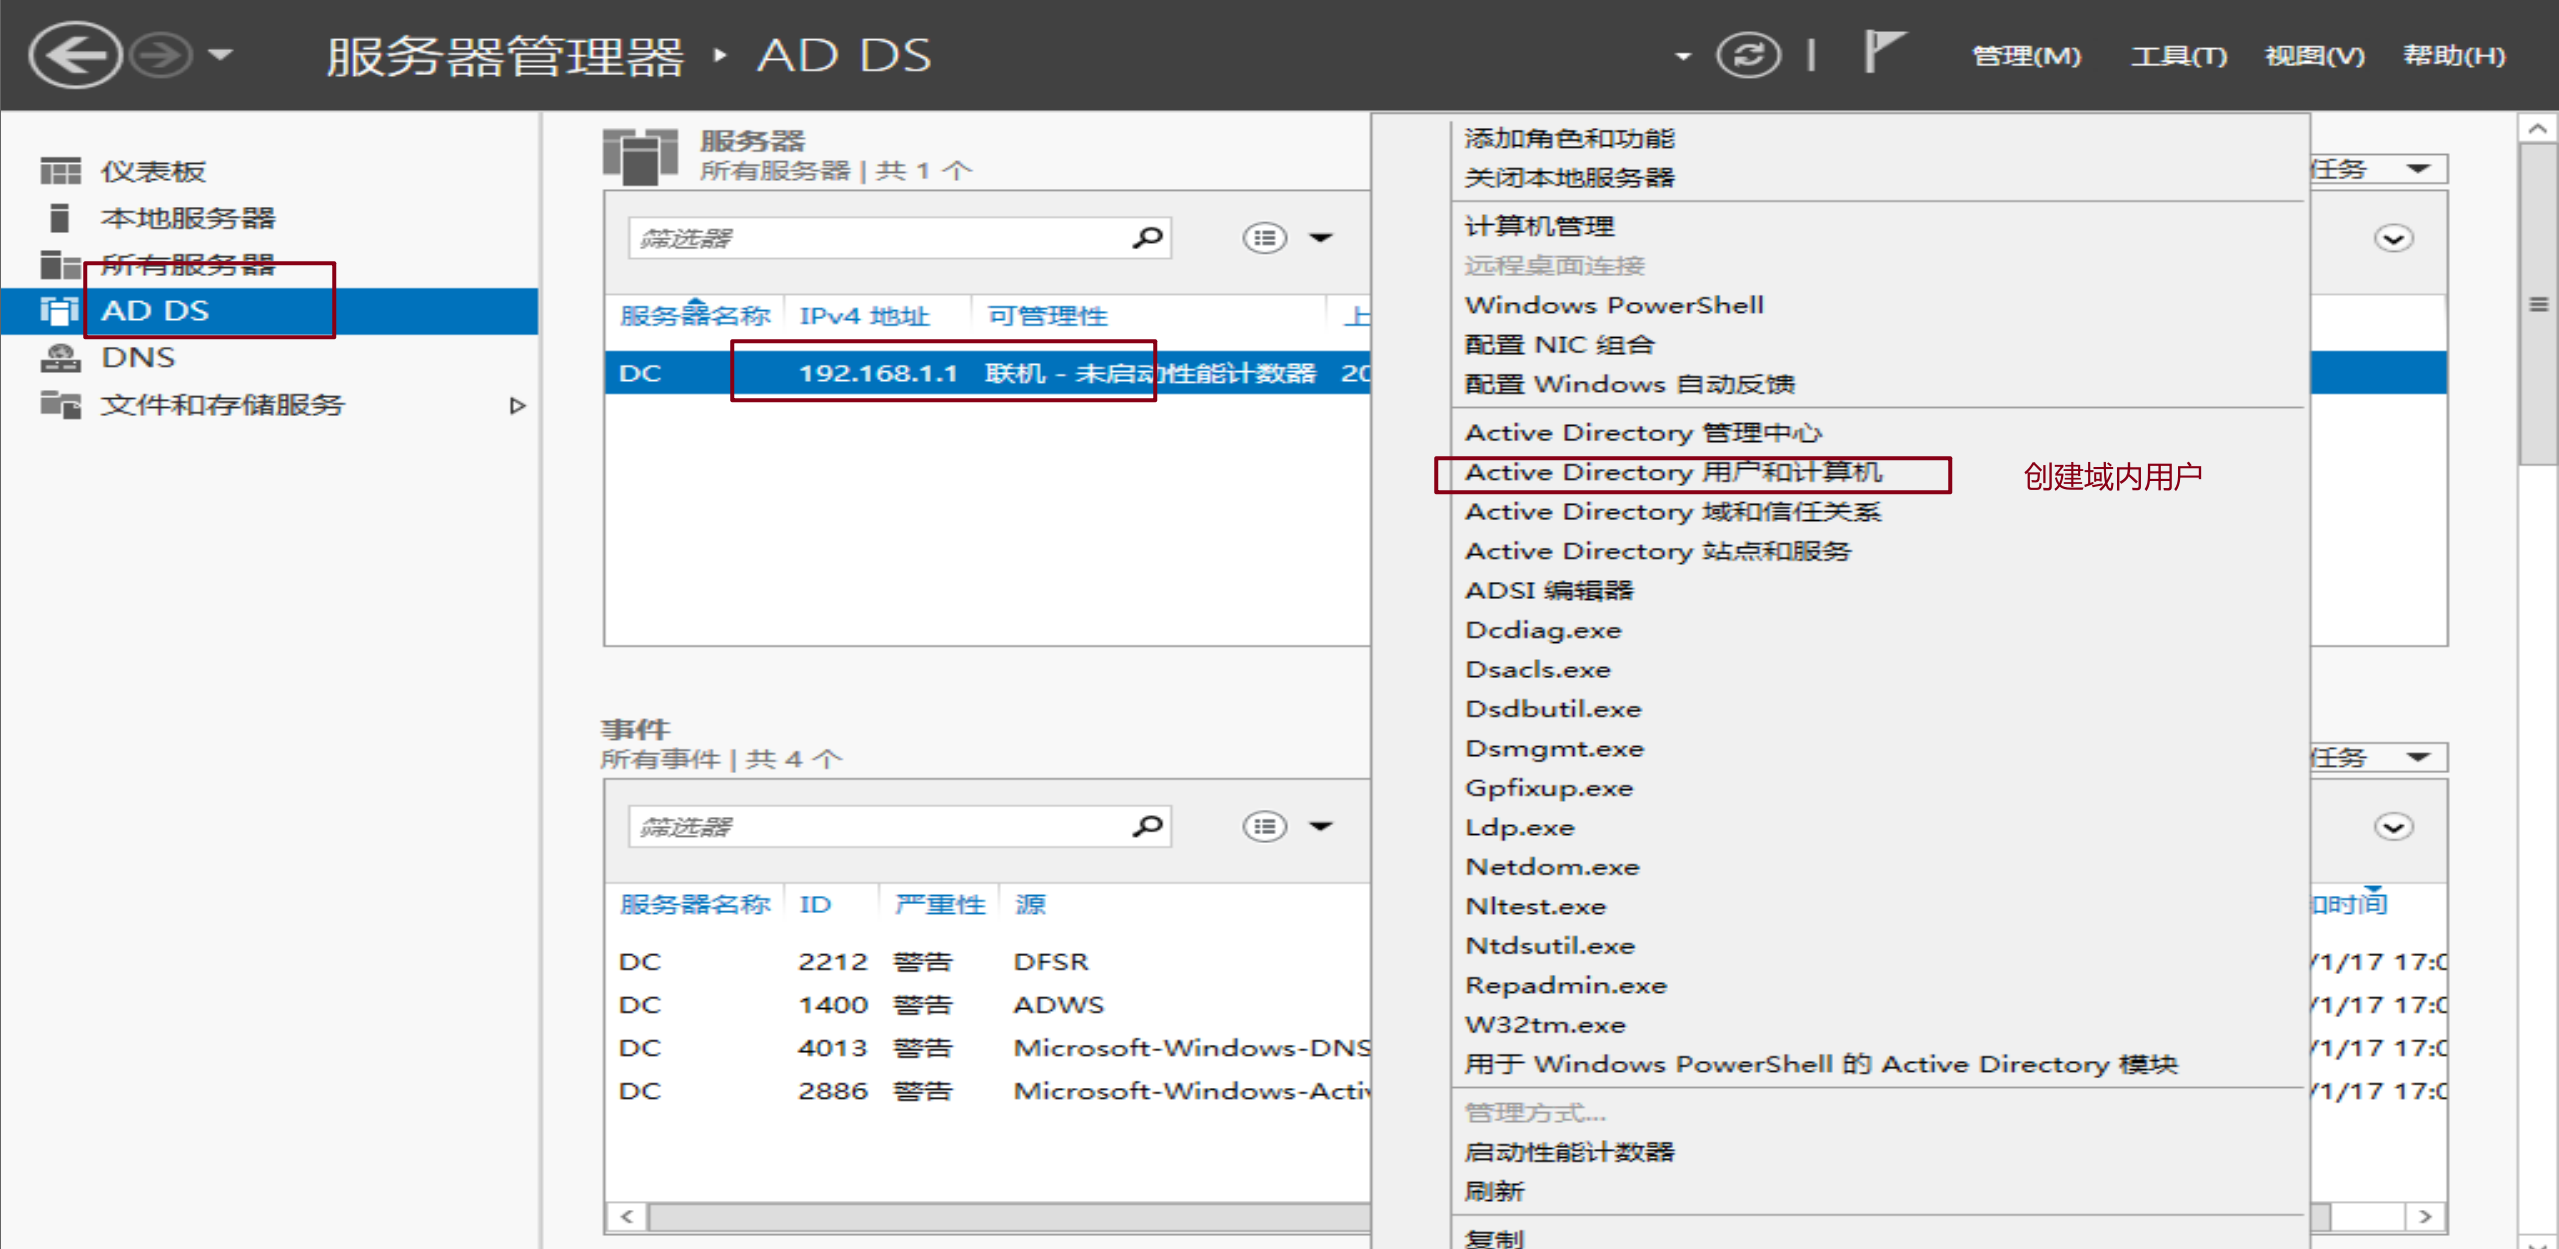 服务器管理器 ‣ AD DS
管理(M) 工具(T) 视图(V) 帮助(H)
仪表板
本地服务器
所有服务器
AD DS
DNS
文件和存储服务
服务器
所有服务器 | 共 1 个
任务
筛选器
服务器名称 IPv4 地址 可管理性 上
DC 192.168.1.1 联机 - 未启动性能计数器 20
事件
所有事件 | 共 4 个
任务
筛选器
服务器名称 ID 严重性 源 和时间
DC 2212 警告 DFSR /1/17 17:0
DC 1400 警告 ADWS /1/17 17:0
DC 4013 警告 Microsoft-Windows-DNS /1/17 17:0
DC 2886 警告 Microsoft-Windows-Activ /1/17 17:0
添加角色和功能
关闭本地服务器
计算机管理
远程桌面连接
Windows PowerShell
配置 NIC 组合
配置 Windows 自动反馈
Active Directory 管理中心
Active Directory 用户和计算机
创建域内用户
Active Directory 域和信任关系
Active Directory 站点和服务
ADSI 编辑器
Dcdiag.exe
Dsacls.exe
Dsdbutil.exe
Dsmgmt.exe
Gpfixup.exe
Ldp.exe
Netdom.exe
Nltest.exe
Ntdsutil.exe
Repadmin.exe
W32tm.exe
用于 Windows PowerShell 的 Active Directory 模块
管理方式...
启动性能计数器
刷新
复制